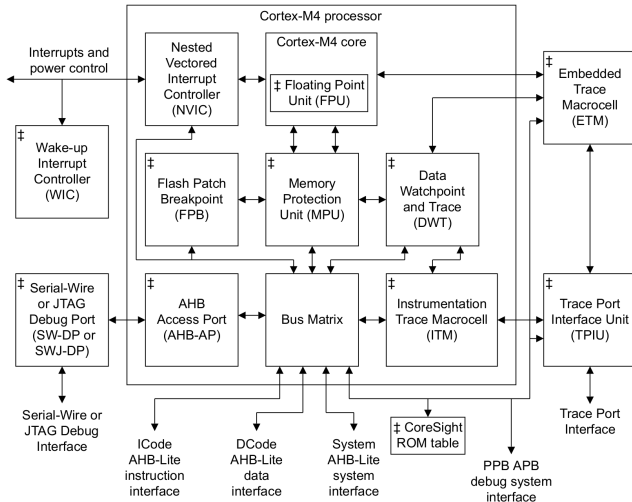 Cortex-M4 processor
Interrupts and
power control
Nested
Vectored
Interrupt
Controller
(NVIC)
Cortex-M4 core
‡ Floating Point
Unit (FPU)
‡
Embedded
Trace
Macrocell
(ETM)
‡
Wake-up
Interrupt
Controller
(WIC)
‡
Flash Patch
Breakpoint
(FPB)
‡
Memory
Protection
Unit (MPU)
‡
Data
Watchpoint
and Trace
(DWT)
‡
Serial-Wire
or JTAG
Debug Port
(SW-DP or
SWJ-DP)
‡
AHB
Access Port
(AHB-AP)
Bus Matrix
‡
Instrumentation
Trace Macrocell
(ITM)
‡
Trace Port
Interface Unit
(TPIU)
Serial-Wire or
JTAG Debug
Interface
ICode
AHB-Lite
instruction
interface
DCode
AHB-Lite
data
interface
System
AHB-Lite
system
interface
‡ CoreSight
ROM table
PPB APB
debug system
interface
Trace Port
Interface